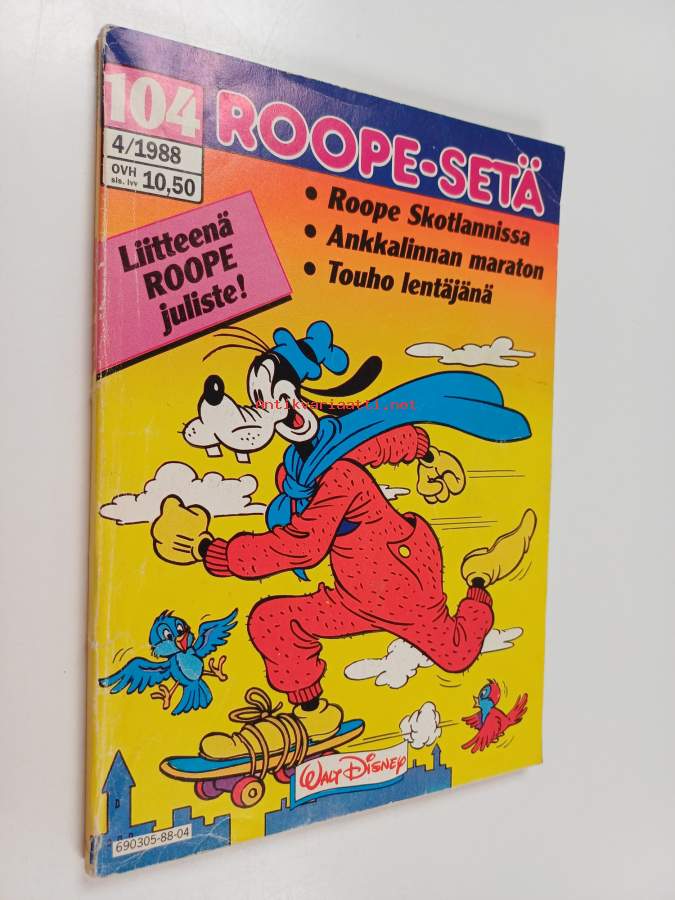 104
ROOPE-SETÄ
4/1988
OVH
sis. lvv 10,50
• Roope Skotlannissa
• Ankkalinnan maraton
• Touho lentäjänä
Liitteenä
ROOPE
juliste!
Antikvariaatti.net
WALT DISNEY
690305-88-04